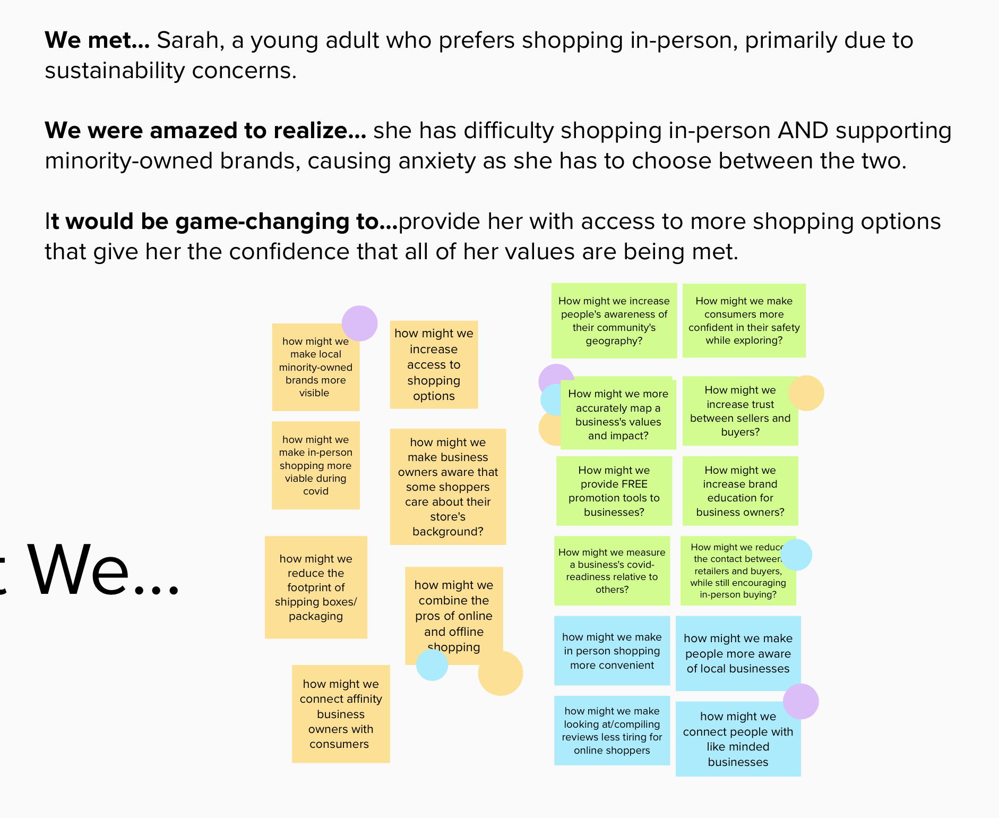 We met... Sarah, a young adult who prefers shopping in-person, primarily due to
sustainability concerns.
We were amazed to realize... she has difficulty shopping in-person AND supporting
minority-owned brands, causing anxiety as she has to choose between the two.
It would be game-changing to...provide her with access to more shopping options
that give her the confidence that all of her values are being met.
t We...
how might we
make local
minority-owned
brands more
visible
how might we
increase
access to
shopping
options
how might we
make in-person
shopping more
viable during
covid
how might we
make business
owners aware that
some shoppers
care about their
store's
background?
how might we
reduce the
footprint of
shipping boxes/
packaging
how might we
combine the
pros of online
and offline
shopping
how might we
connect affinity
business
owners with
consumers
How might we increase
people's awareness of
their community's
geography?
How might we make
consumers more
confident in their safety
while exploring?
How might we more
accurately map a
business's values
and impact?
How might we
increase trust
between sellers and
buyers?
How might we
provide FREE
promotion tools to
businesses?
How might we
increase brand
education for
business owners?
How might we measure
a business's covid-
readiness relative to
others?
How might we reduce
the contact between
retailers and buyers,
while still encouraging
in-person buying?
how might we make
in person shopping
more convenient
how might we make
people more aware
of local businesses
how might we make
looking at/compiling
reviews less tiring for
online shoppers
how might we
connect people with
like minded
businesses